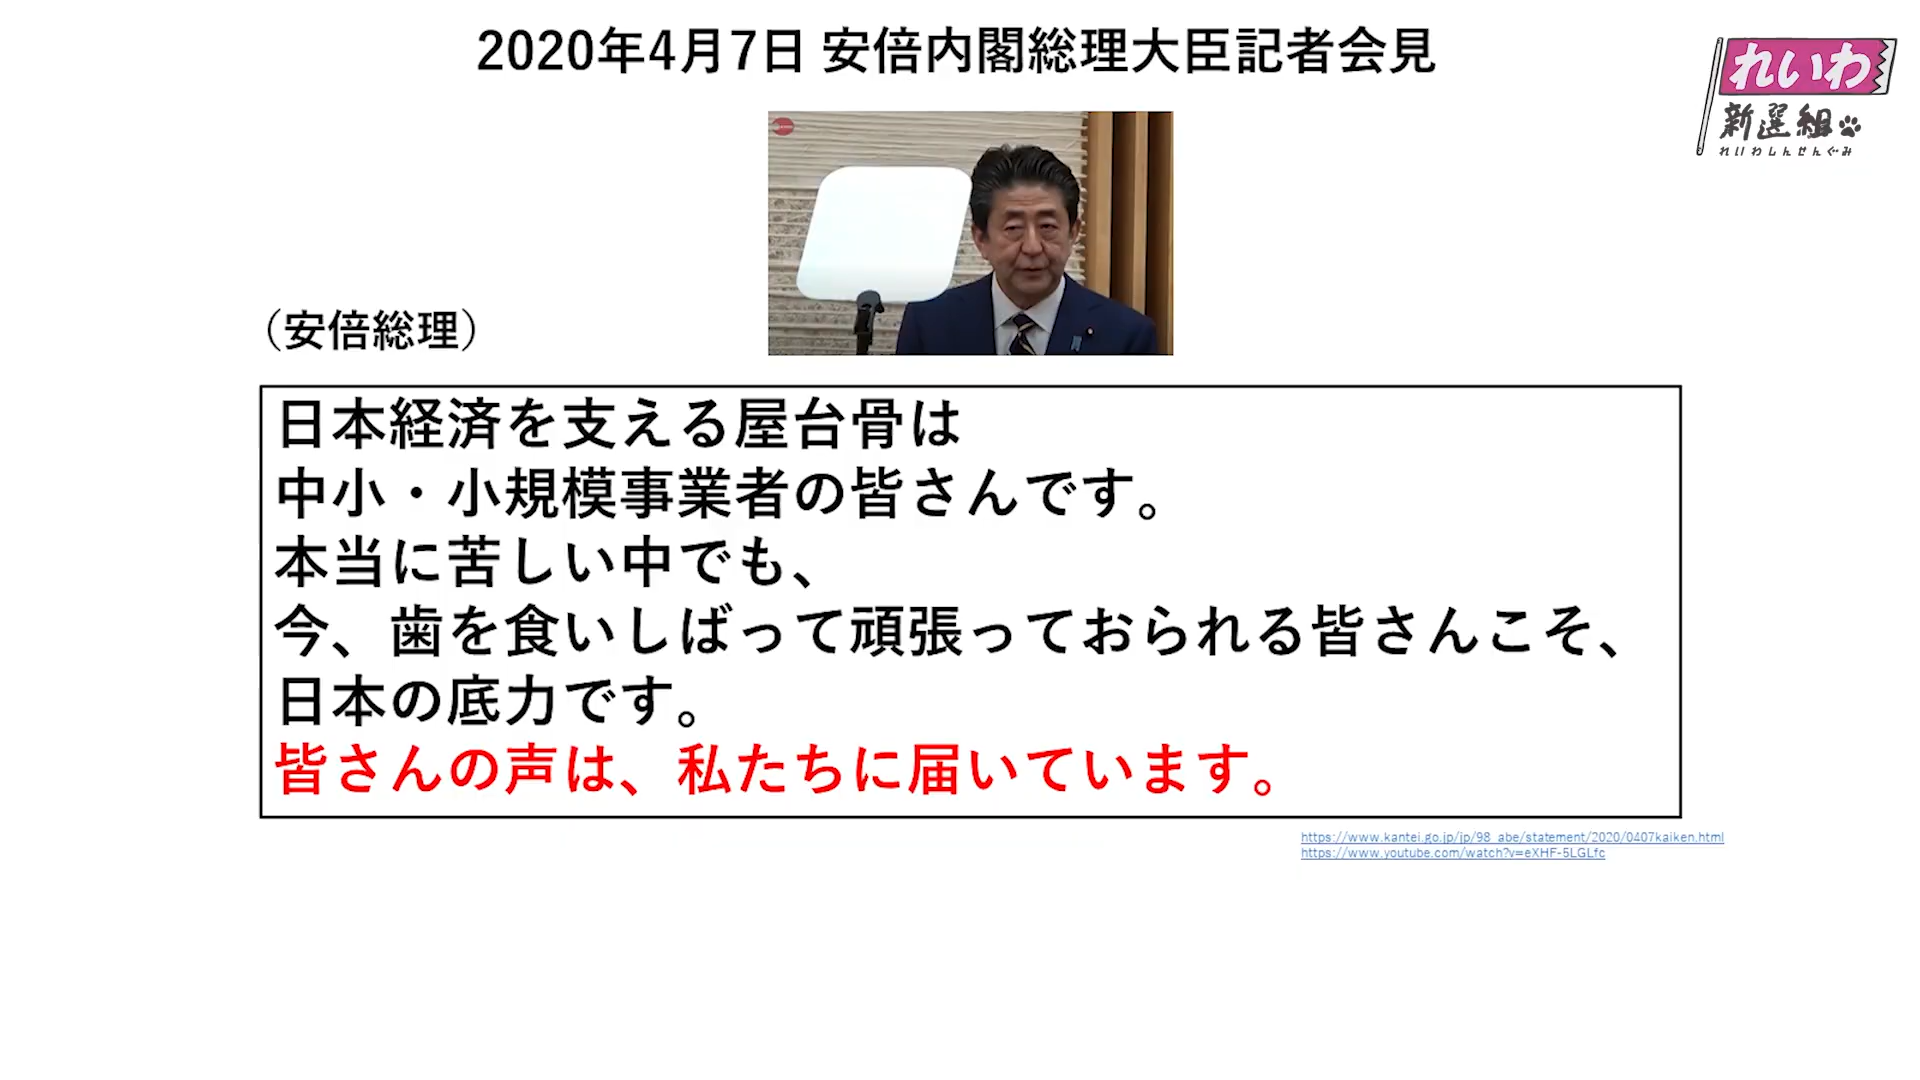 2020年4月7日 安倍内閣総理大臣記者会見
れいわ
新選組
れいわしんせんぐみ
（安倍総理）
日本経済を支える屋台骨は
中小・小規模事業者の皆さんです。
本当に苦しい中でも、
今、歯を食いしばって頑張っておられる皆さんこそ、
日本の底力です。
皆さんの声は、私たちに届いています。
https://www.kantei.go.jp/jp/98_abe/statement/2020/0407kaiken.html
https://www.youtube.com/watch?v=eXHF-5LGLfc